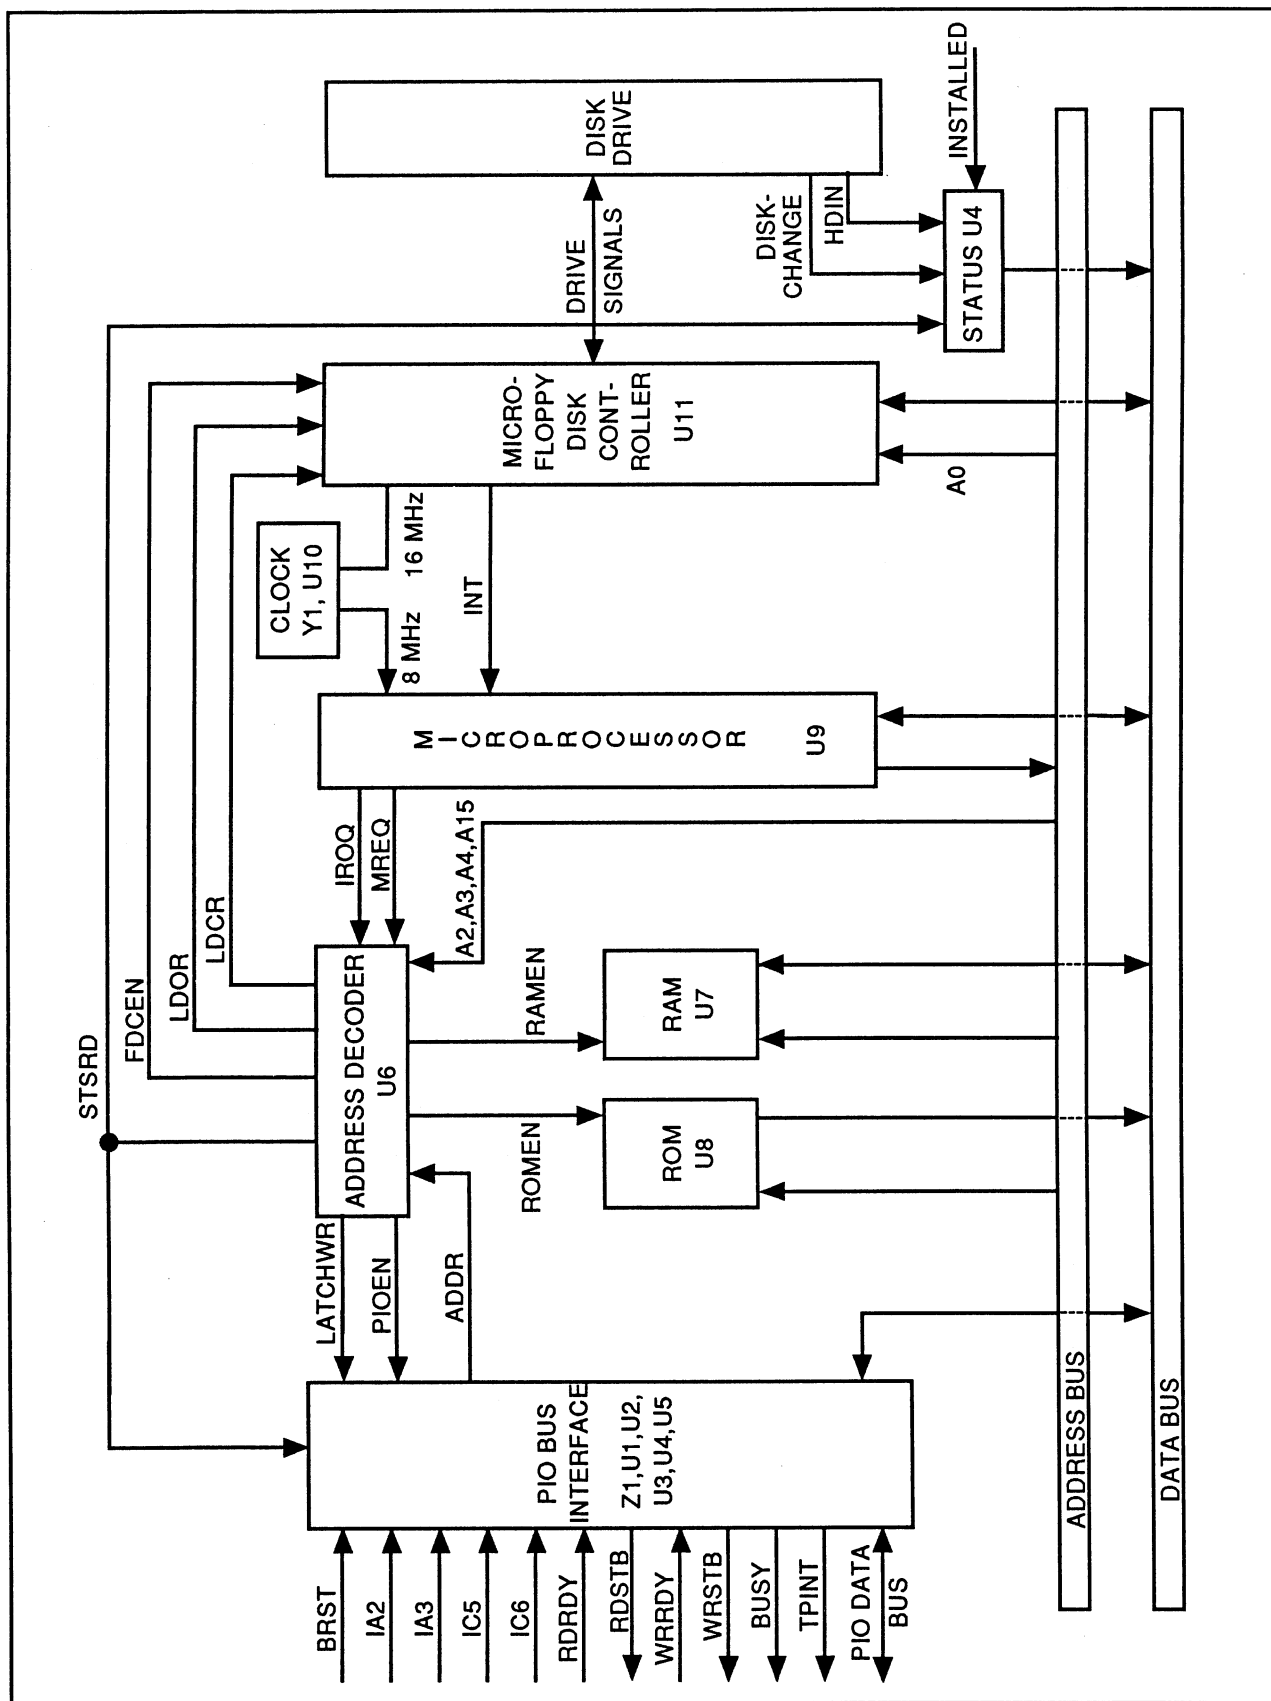 STSRD
FDCEN
LDOR
LDCR
CLOCK
Y1, U10
8 MHz
16 MHz
INT
LATCHWR
PIOEN
ADDR
ADDRESS DECODER
U6
IROQ
MREQ
A2,A3,A4,A15
MICROPROCESSOR
U9
MICRO-
FLOPPY
DISK
CONT-
ROLLER
U11
DRIVE
SIGNALS
DISK
DRIVE
BRST
IA2
IA3
IC5
IC6
RDRDY
RDSTB
WRRDY
WRSTB
BUSY
TPINT
PIO DATA
BUS
PIO BUS
INTERFACE
Z1,U1,U2,
U3,U4,U5
ROMEN
RAMEN
ROM
U8
RAM
U7
A0
DISK-
CHANGE
HDIN
STATUS U4
INSTALLED
ADDRESS BUS
DATA BUS